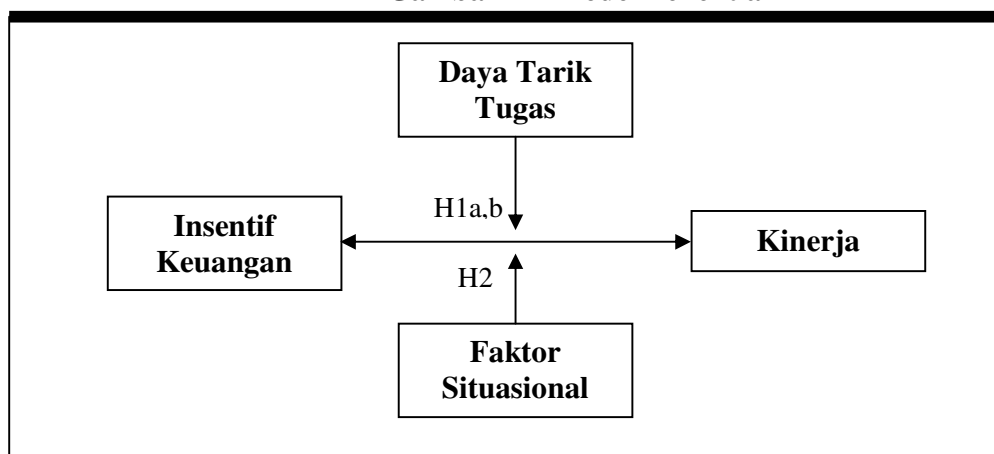 Daya Tarik
Tugas
H1a,b
Insentif
Keuangan
Kinerja
H2
Faktor
Situasional